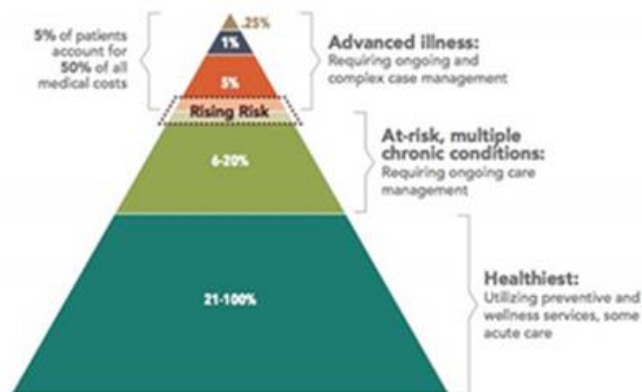 5% of patients
account for
50% of all
medical costs
.25%
1%
5%
Rising Risk
6-20%
21-100%
Advanced illness:
Requiring ongoing and
complex case management
At-risk, multiple
chronic conditions:
Requiring ongoing care
management
Healthiest:
Utilizing preventive and
wellness services, some
acute care